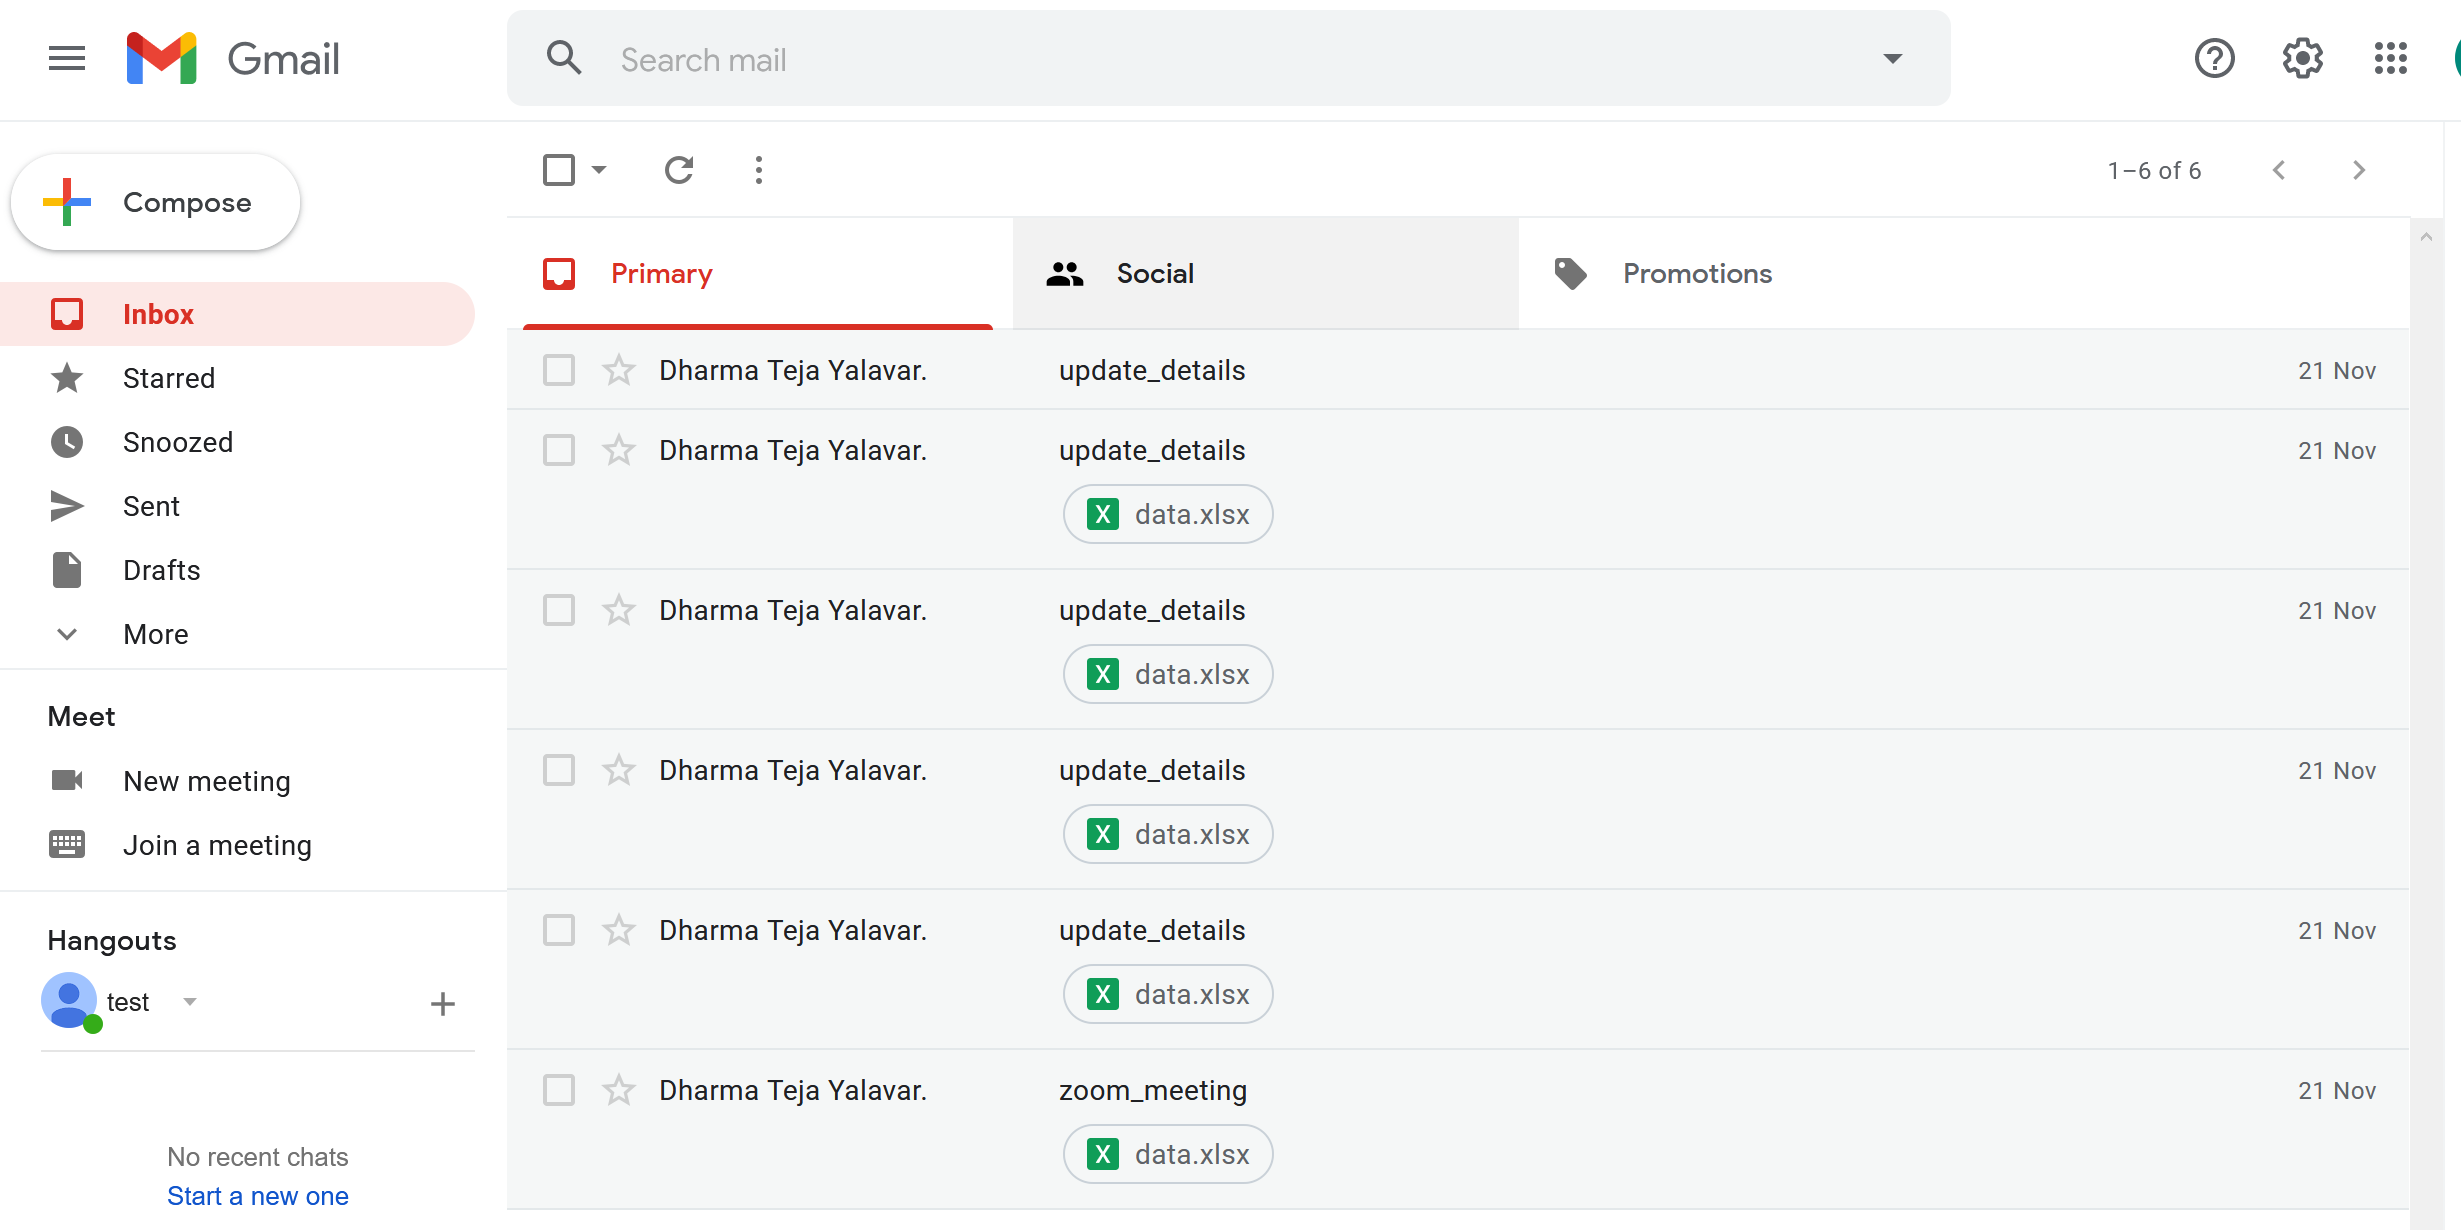 Gmail
Search mail
Compose
1–6 of 6
Primary
Social
Promotions
Inbox
Starred
Snoozed
Sent
Drafts
More
Dharma Teja Yalavar. update_details 21 Nov
Dharma Teja Yalavar. update_details 21 Nov
data.xlsx
Dharma Teja Yalavar. update_details 21 Nov
data.xlsx
Dharma Teja Yalavar. update_details 21 Nov
data.xlsx
Dharma Teja Yalavar. update_details 21 Nov
data.xlsx
Dharma Teja Yalavar. zoom_meeting 21 Nov
data.xlsx
Meet
New meeting
Join a meeting
Hangouts
test
No recent chats
Start a new one